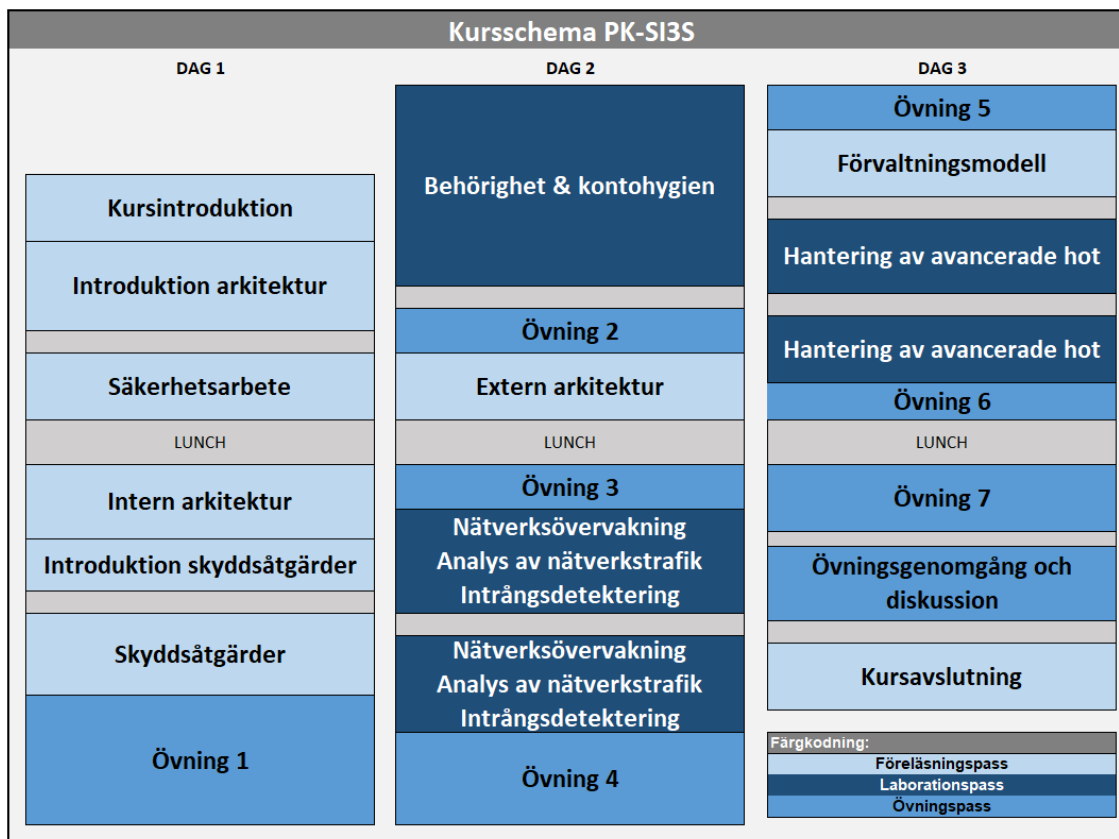 Kursschema PK-SI3S
DAG 1
Kursintroduktion
Introduktion arkitektur
Säkerhetsarbete
LUNCH
Intern arkitektur
Introduktion skyddsåtgärder
Skyddsåtgärder
Övning 1
DAG 2
Behörighet & kontohygien
Övning 2
Extern arkitektur
LUNCH
Övning 3
Nätverksövervakning
Analys av nätverkstrafik
Intrångsdetektering
Nätverksövervakning
Analys av nätverkstrafik
Intrångsdetektering
Övning 4
DAG 3
Övning 5
Förvaltningsmodell
Hantering av avancerade hot
Hantering av avancerade hot
Övning 6
LUNCH
Övning 7
Övningsgenomgång och
diskussion
Kursavslutning
Färgkodning:
Föreläsningspass
Laborationspass
Övningspass